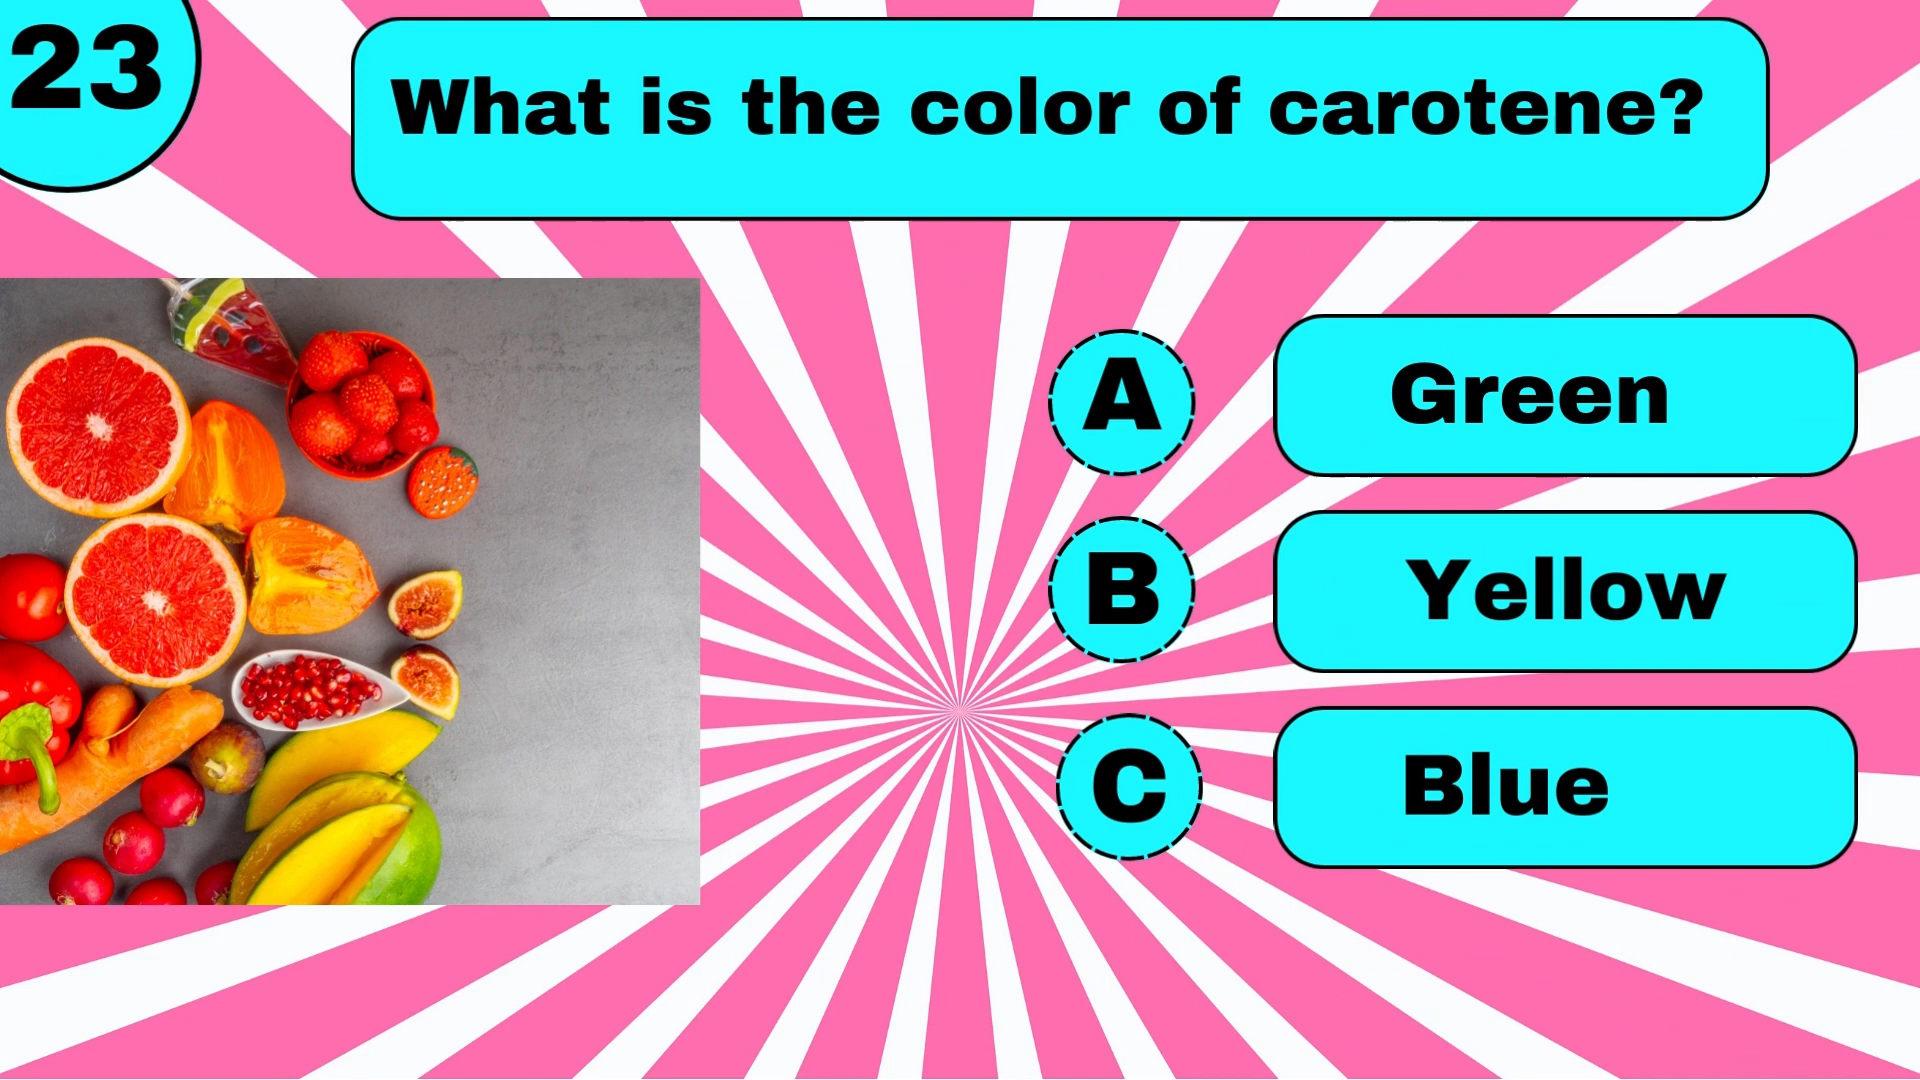 23
What is the color of carotene?
A
Green
B
Yellow
C
Blue